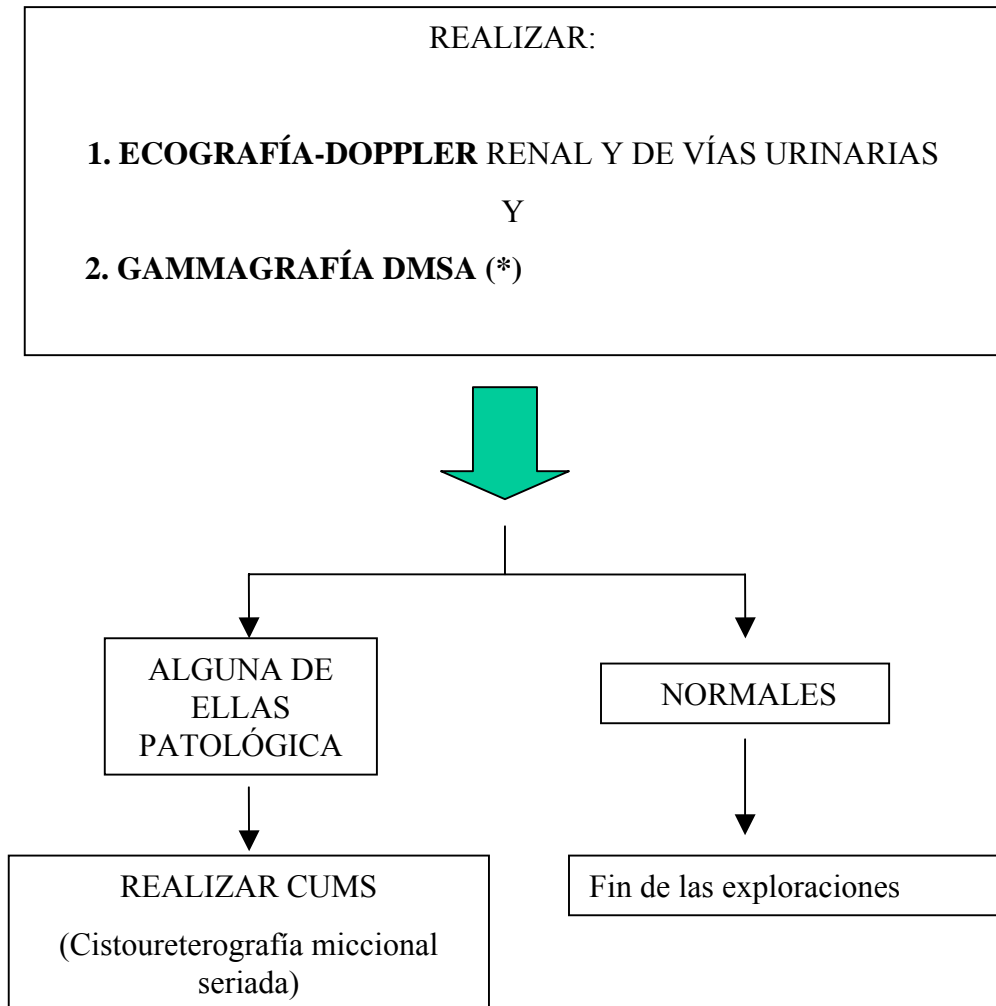 REALIZAR:
1. ECOGRAFÍA-DOPPLER RENAL Y DE VÍAS URINARIAS
Y
2. GAMMAGRAFÍA DMSA (*)
ALGUNA DE
ELLAS
PATOLÓGICA
NORMALES
REALIZAR CUMS
(Cistoureterografía miccional
seriada)
Fin de las exploraciones